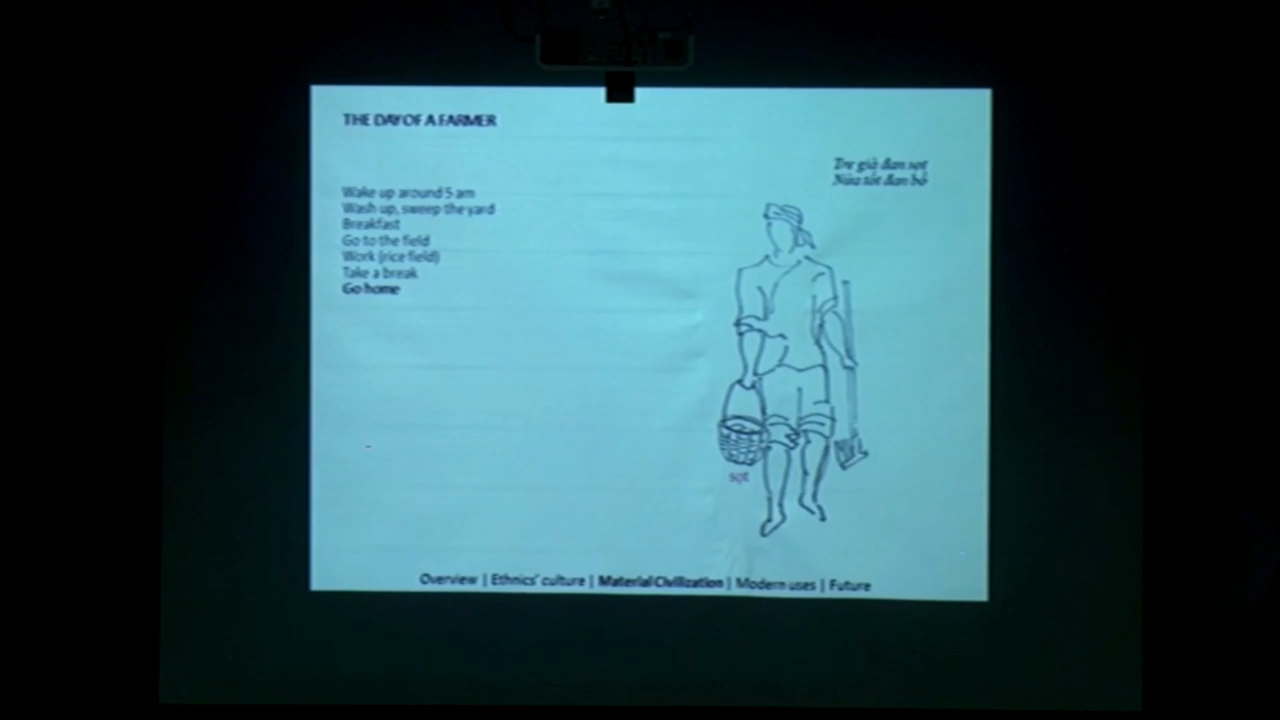 THE DAY OF A FARMER
Tre già đan sọt
Nứa tốt đan bồ
Wake up around 5 am
Wash up, sweep the yard
Breakfast
Go to the field
Work (rice field)
Take a break
Go home
sọt
Overview | Ethnics' culture | Material Civilization | Modern uses | Future